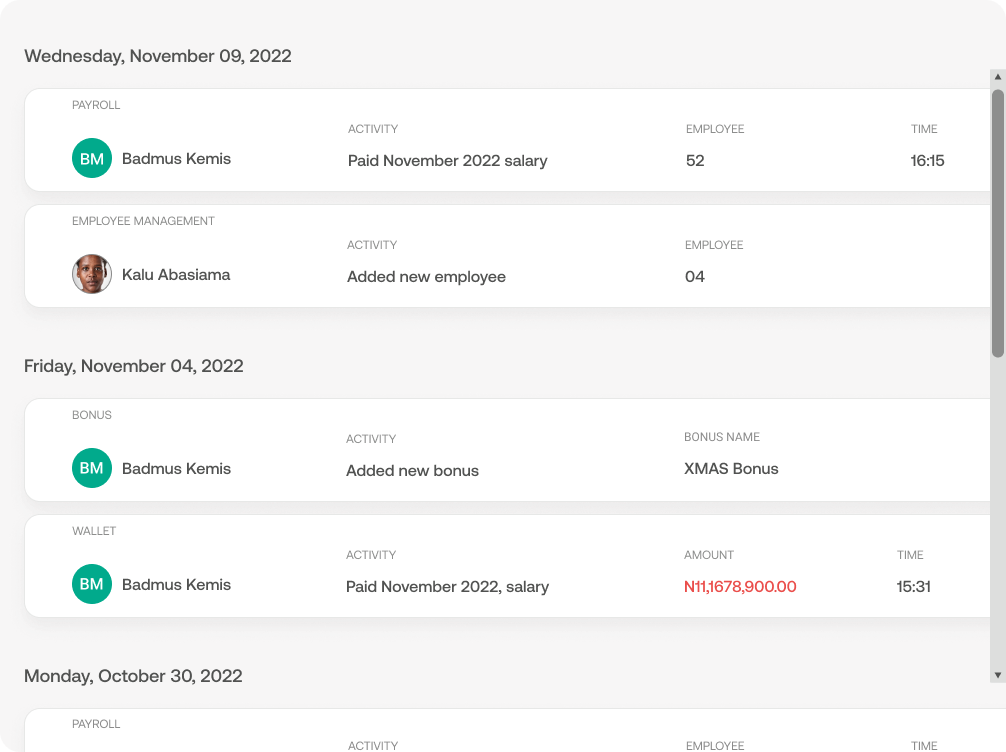 Wednesday, November 09, 2022
PAYROLL
ACTIVITY EMPLOYEE TIME
BM Badmus Kemis Paid November 2022 salary 52 16:15
EMPLOYEE MANAGEMENT
ACTIVITY EMPLOYEE
Kalu Abasiama Added new employee 04
Friday, November 04, 2022
BONUS
ACTIVITY BONUS NAME
BM Badmus Kemis Added new bonus XMAS Bonus
WALLET
ACTIVITY AMOUNT TIME
BM Badmus Kemis Paid November 2022, salary N11,1678,900.00 15:31
Monday, October 30, 2022
PAYROLL
ACTIVITY EMPLOYEE TIME